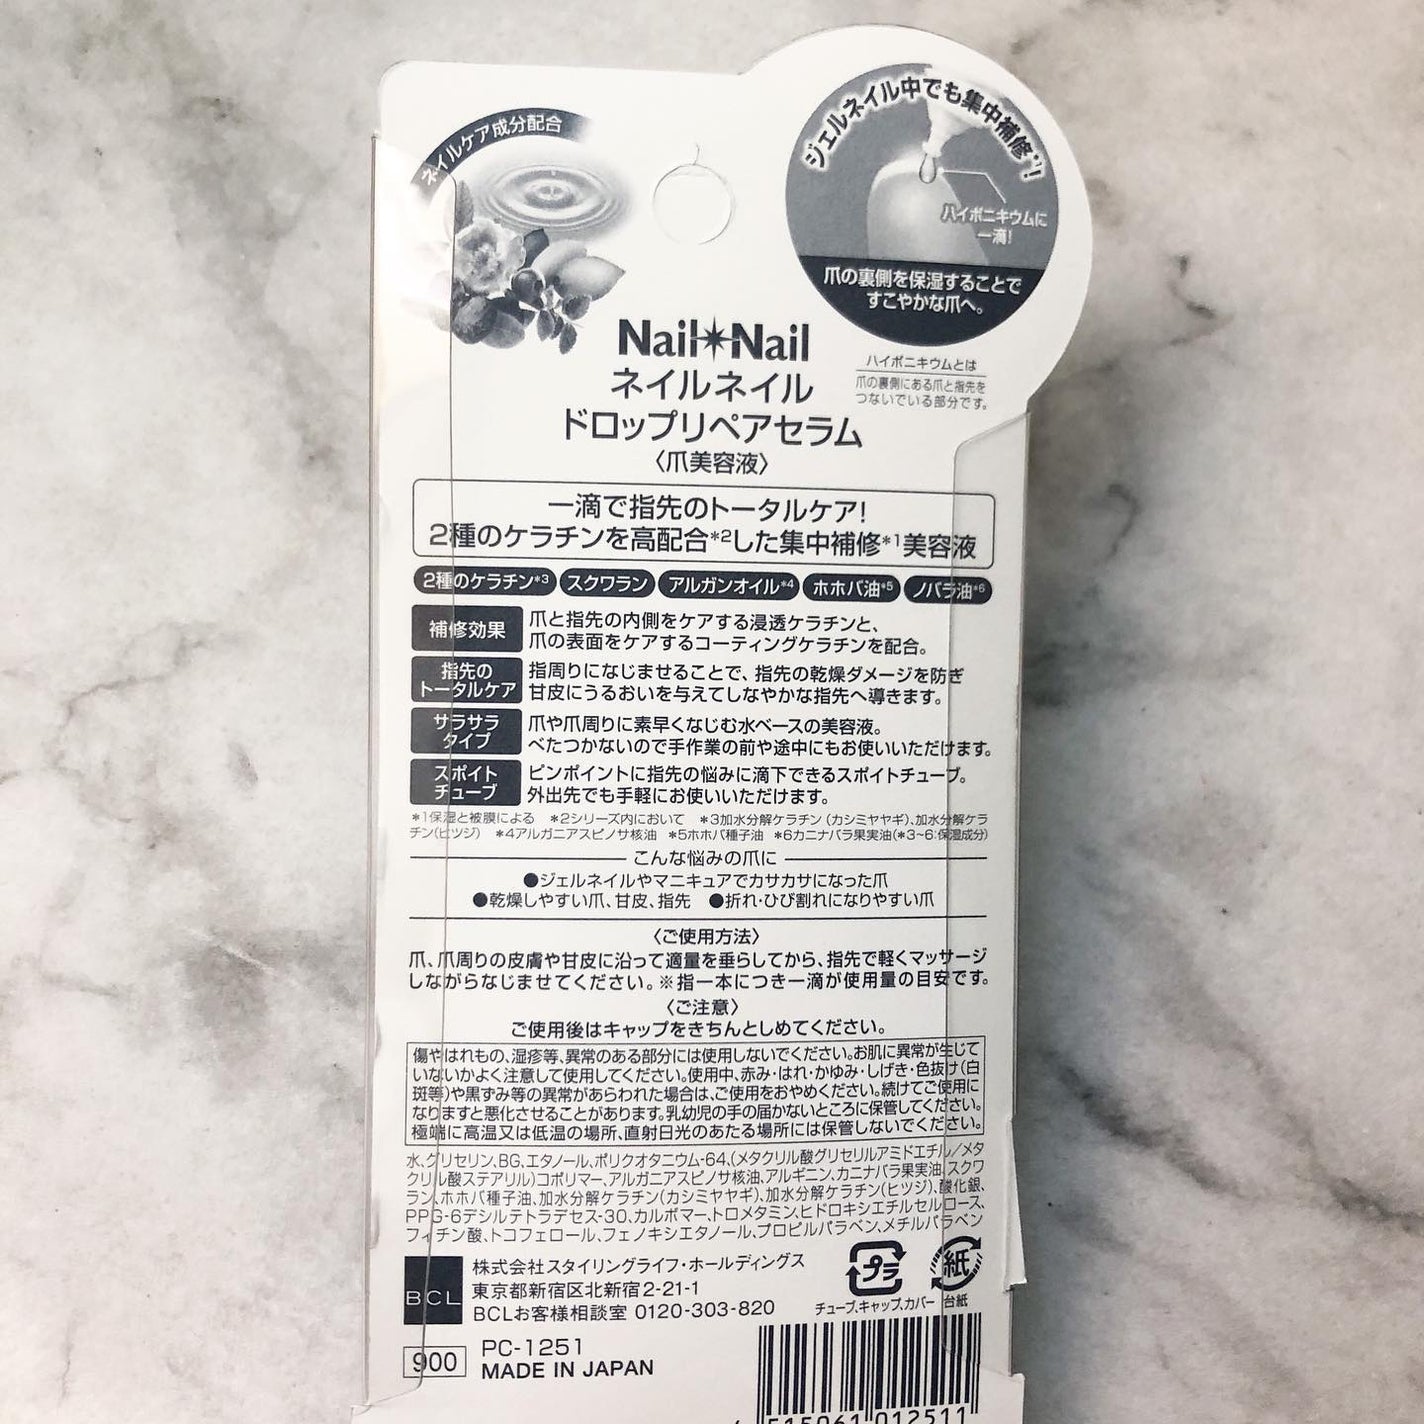 ネイルケア成分配合
ジェルネイル中でも集中補修*1!
ハイポニキウムに
一滴!
爪の裏側を保湿することで
すこやかな爪へ。
ハイポニキウムとは
爪の裏側にある爪と指先を
つないでいる部分です。
Nail Nail
ネイルネイル
ドロップリペアセラム
〈爪美容液〉
一滴で指先のトータルケア!
2種のケラチンを高配合*2した集中補修*1美容液
2種のケラチン*3 スクワラン アルガンオイル*4 ホホバ油*5 ノバラ油*6
補修効果 爪と指先の内側をケアする浸透ケラチンと、
爪の表面をケアするコーティングケラチンを配合。
指先の
トータルケア
指周りになじませることで、指先の乾燥ダメージを防ぎ
甘皮にうるおいを与えてしなやかな指先へ導きます。
サラサラ
タイプ
爪や爪周りに素早くなじむ水ベースの美容液。
べたつかないので手作業の前や途中にもお使いいただけます。
スポイト
チューブ
ピンポイントに指先の悩みに滴下できるスポイトチューブ。
外出先でも手軽にお使いいただけます。
*1保湿と被膜による *2シリーズ内において *3加水分解ケラチン(カシミヤヤギ)、加水分解ケラ
チン(ヒツジ) *4アルガニアスピノサ核油 *5ホホバ種子油 *6カニナバラ果実油(*3~6:保湿成分)
こんな悩みの爪に
●ジェルネイルやマニキュアでカサカサになった爪
●乾燥しやすい爪、甘皮、指先 ●折れ・ひび割れになりやすい爪
〈ご使用方法〉
爪、爪周りの皮膚や甘皮に沿って適量を垂らしてから、指先で軽くマッサージ
しながらなじませてください。※指一本につき一滴が使用量の目安です。
〈ご注意〉
ご使用後はキャップをきちんとしめてください。
傷やはれもの、湿疹等、異常のある部分には使用しないでください。お肌に異常が生じて
いないかよく注意して使用してください。使用中、赤み・はれ・かゆみ・しげき・色抜け(白
斑等)や黒ずみ等の異常があらわれた場合は、ご使用をおやめください。続けてご使用に
なりますと悪化させることがあります。乳幼児の手の届かないところに保管してください。
極端に高温又は低温の場所、直射日光のあたる場所には保管しないでください。
水、グリセリン、BG、エタノール、ポリクオタニウム-64、(メタクリル酸グリセリルアミドエチル/メタ
クリル酸ステアリル)コポリマー、アルガニアスピノサ核油、アルギニン、カニナバラ果実油、スクワ
ラン、ホホバ種子油、加水分解ケラチン(カシミヤヤギ)、加水分解ケラチン(ヒツジ)、酸化銀、
PPG-6デシルテトラデセス-30、カルボマー、トロメタミン、ヒドロキシエチルセルロース、
フィチン酸、トコフェロール、フェノキシエタノール、プロピルパラベン、メチルパラベン
BCL
株式会社スタイリングライフ・ホールディングス
東京都新宿区北新宿2-21-1
BCLお客様相談室 0120-303-820
プラ 紙
チューブ、キャップ、カバー 台紙
900
PC-1251
MADE IN JAPAN
4 515061 012511